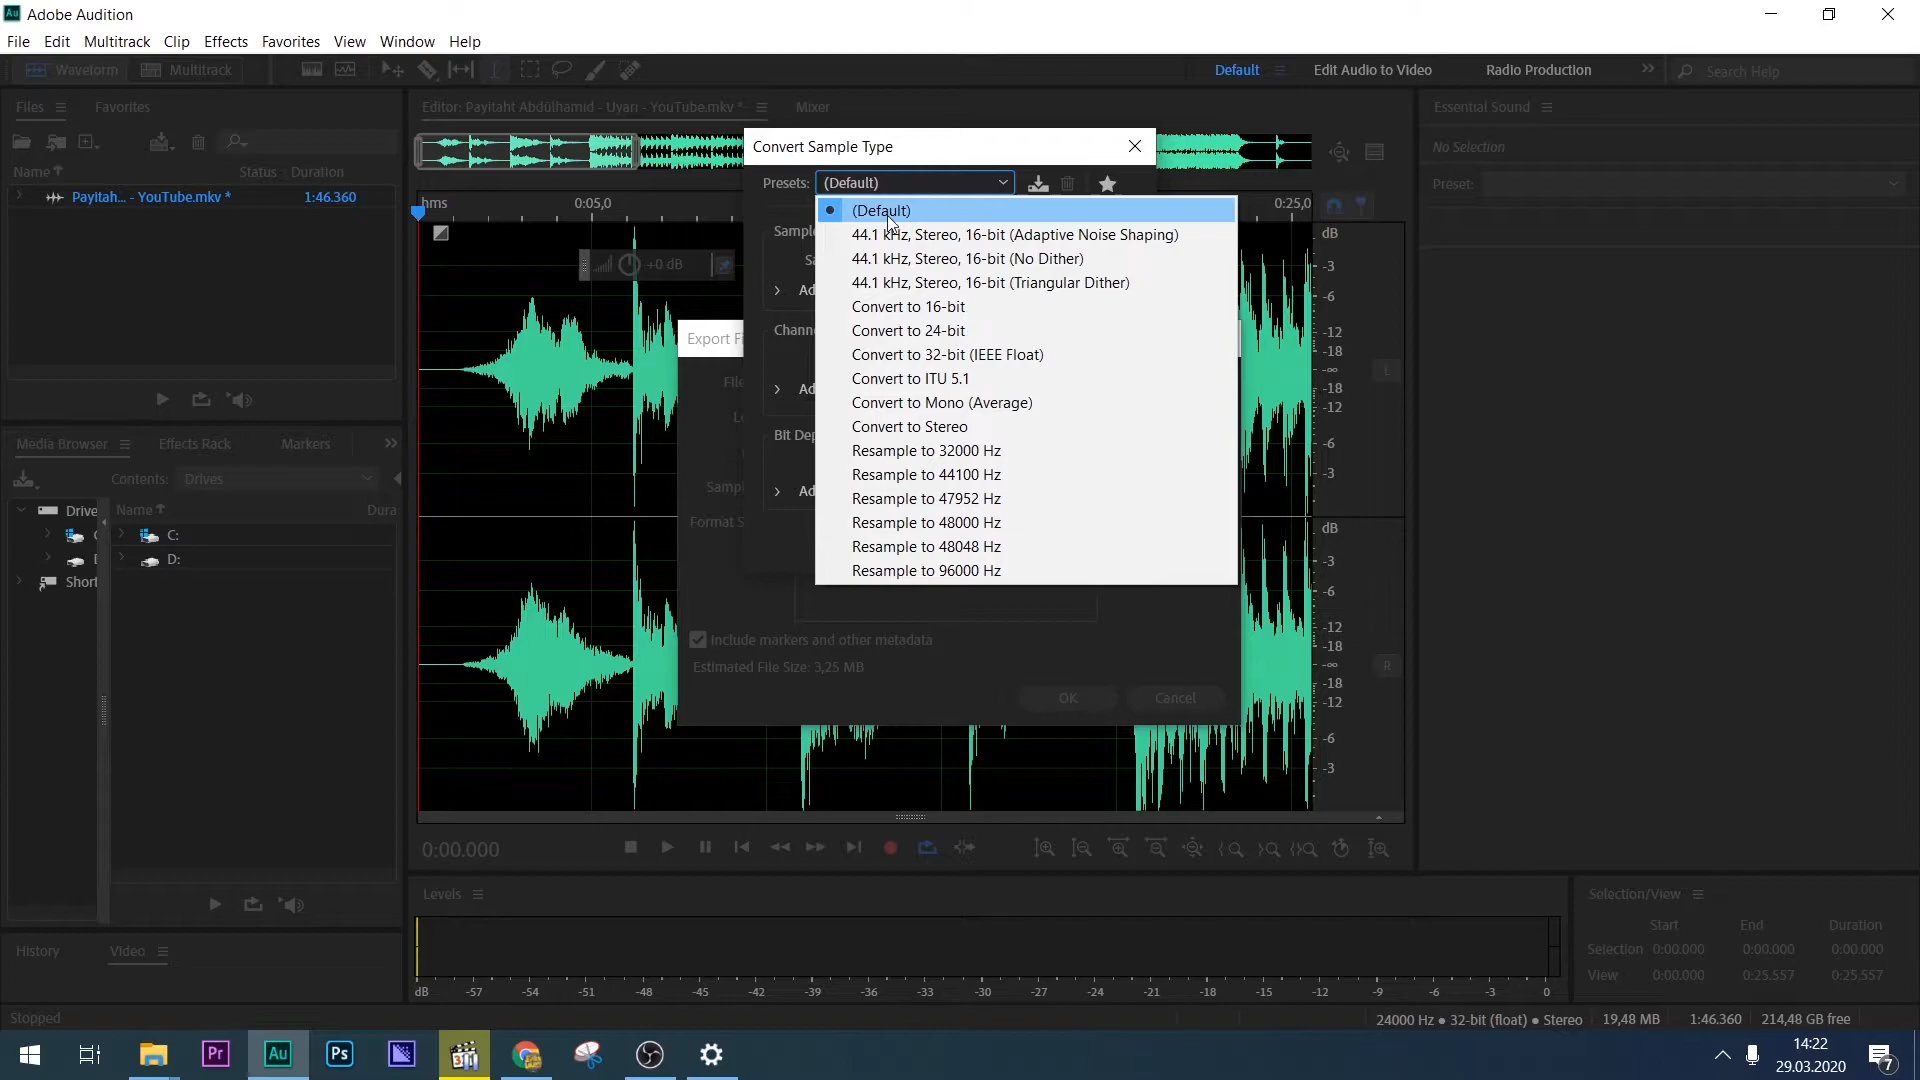 Adobe Audition
File Edit Multitrack Clip Effects Favorites View Window Help
Waveform Multitrack Default Edit Audio to Video Radio Production Search Help
Files Favorites
Editor: Payitaht Abdülhamid - Uyarı - YouTube.mkv * Mixer
Essential Sound
No Selection
Preset:
Name Status Duration
Payitah... - YouTube.mkv * 1:46.360
Convert Sample Type
Presets: (Default)
(Default)
44.1 kHz, Stereo, 16-bit (Adaptive Noise Shaping)
44.1 kHz, Stereo, 16-bit (No Dither)
44.1 kHz, Stereo, 16-bit (Triangular Dither)
Convert to 16-bit
Convert to 24-bit
Convert to 32-bit (IEEE Float)
Convert to ITU 5.1
Convert to Mono (Average)
Convert to Stereo
Resample to 32000 Hz
Resample to 44100 Hz
Resample to 47952 Hz
Resample to 48000 Hz
Resample to 48048 Hz
Resample to 96000 Hz
Sample
Sa
Ad
Chann
Ad
Bit Dep
Ad
Export Fi
File
Lo
Sampl
Format S
Include markers and other metadata
Estimated File Size: 3,25 MB
OK Cancel
hms 0:05,0 0:25,0
+0 dB
dB
-3
-6
-12
-18
-∞
-18
-12
-6
-3
L
dB
-3
-6
-12
-18
-∞
-18
-12
-6
-3
R
Media Browser Effects Rack Markers
Contents: Drives
Drive Name Dura
C:
D:
Short
0:00.000
Levels
dB -57 -54 -51 -48 -45 -42 -39 -36 -33 -30 -27 -24 -21 -18 -15 -12 -9 -6 -3 0
Selection/View
Start End Duration
Selection 0:00.000 0:00.000 0:00.000
View 0:00.000 0:25.557 0:25.557
History Video
Stopped
24000 Hz ● 32-bit (float) ● Stereo 19,48 MB 1:46.360 214,48 GB free
Pr Au Ps
14:22
29.03.2020
7